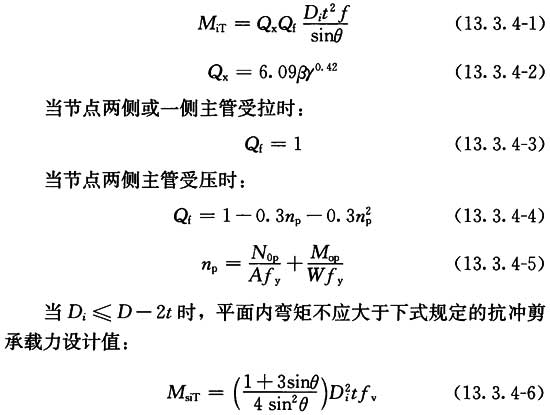 M_{iT} = Q_x Q_f \frac{D_i t^2 f}{\sin\theta} (13.3.4-1)
Q_x = 6.09βγ^{0.42} (13.3.4-2)
当节点两侧或一侧主管受拉时:
Q_f = 1 (13.3.4-3)
当节点两侧主管受压时:
Q_f = 1 - 0.3n_p - 0.3n_p^2 (13.3.4-4)
n_p = \frac{N_{0p}}{Af_y} + \frac{M_{op}}{Wf_y} (13.3.4-5)
当 D_i ⩽ D - 2t 时,平面内弯矩不应大于下式规定的抗冲剪
承载力设计值:
M_{siT} = \left(\frac{1 + 3\sin\theta}{4\sin^2\theta}\right) D_i^2 t f_v (13.3.4-6)